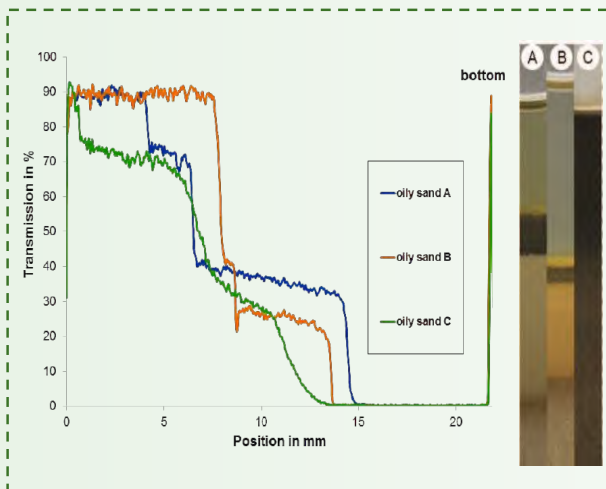 100
90
80
70
60
50
40
30
20
10
0
Transmission in %
0 5 10 15 20
Position in mm
bottom
oily sand A
oily sand B
oily sand C
A B C